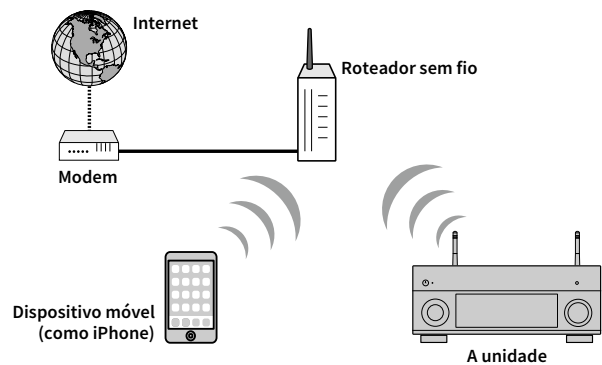 Internet
Roteador sem fio
Modem
Dispositivo móvel
(como iPhone)
A unidade